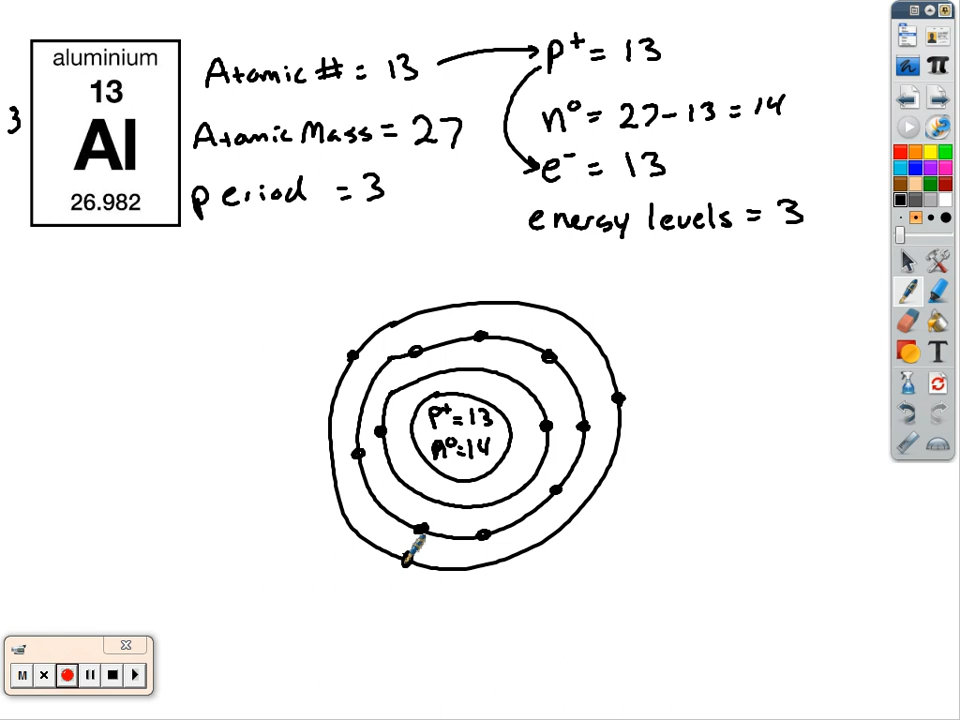 aluminium
13
Al
26.982
3
Atomic # = 13
Atomic Mass = 27
period = 3
p+ = 13
n° = 27 - 13 = 14
e- = 13
energy levels = 3
P+ = 13
n° = 14
T
M